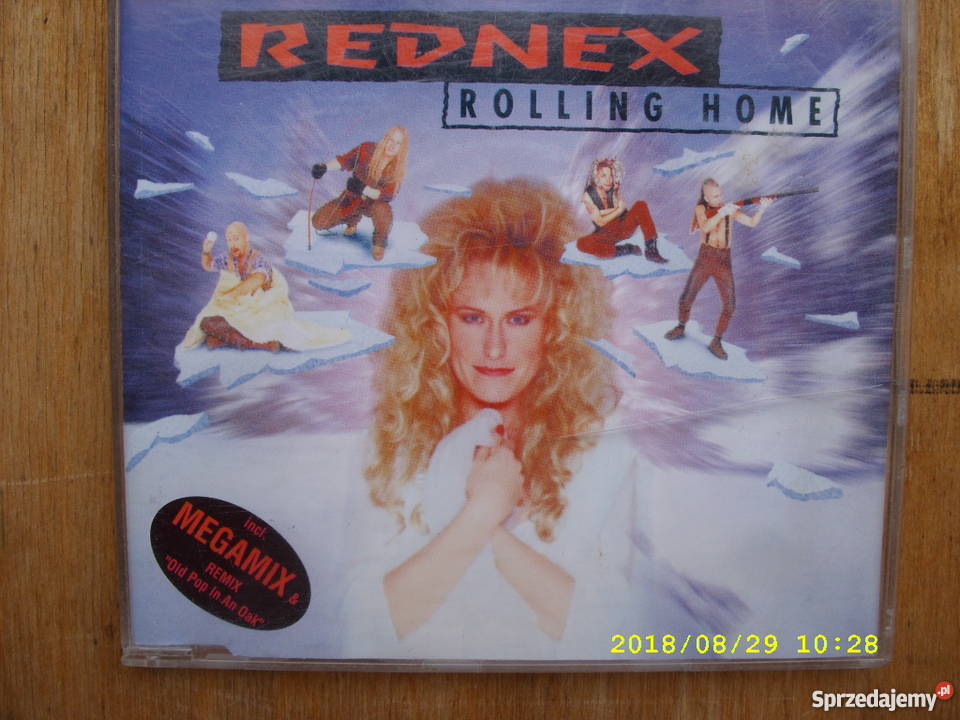 REDNEX
ROLLING HOME
incl.
MEGAMIX &
REMIX
"Old Pop In An Oak"
2018/08/29 10:28
Sprzedajemy.pl